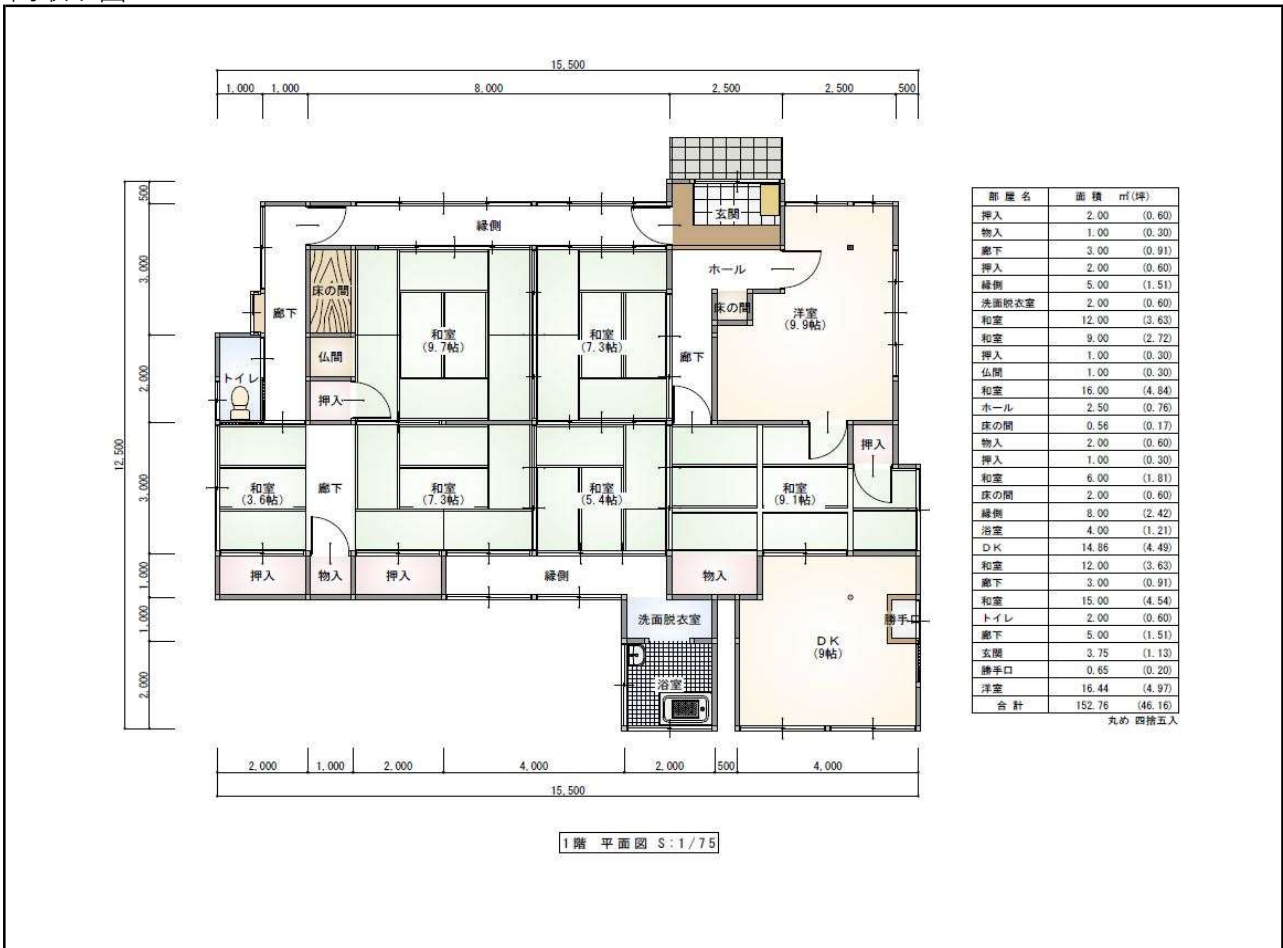 15,500
1,000 1,000 8,000 2,500 2,500 500
500
3,000
2,000
3,000
1,000
1,000
2,000
12,500
玄関
縁側
ホール
床の間
床の間
洋室
(9.9帖)
廊下
和室
(9.7帖)
和室
(7.3帖)
仏間
廊下
トイレ
押入
押入
和室
(3.6帖)
廊下
和室
(7.3帖)
和室
(5.4帖)
和室
(9.1帖)
押入
物入
押入
縁側
物入
洗面脱衣室
勝手口
DK
(9帖)
浴室
2,000 1,000 2,000 4,000 2,000 500 4,000
15,500
1階 平面図 S:1/75
部屋名 面積 ㎡(坪)
押入 2.00 (0.60)
物入 1.00 (0.30)
廊下 3.00 (0.91)
押入 2.00 (0.60)
縁側 5.00 (1.51)
洗面脱衣室 2.00 (0.60)
和室 12.00 (3.63)
和室 9.00 (2.72)
押入 1.00 (0.30)
仏間 1.00 (0.30)
和室 16.00 (4.84)
ホール 2.50 (0.76)
床の間 0.56 (0.17)
物入 2.00 (0.60)
押入 1.00 (0.30)
和室 6.00 (1.81)
床の間 2.00 (0.60)
縁側 8.00 (2.42)
浴室 4.00 (1.21)
DK 14.86 (4.49)
和室 12.00 (3.63)
廊下 3.00 (0.91)
和室 15.00 (4.54)
トイレ 2.00 (0.60)
廊下 5.00 (1.51)
玄関 3.75 (1.13)
勝手口 0.65 (0.20)
洋室 16.44 (4.97)
合計 152.76 (46.16)
丸め 四捨五入